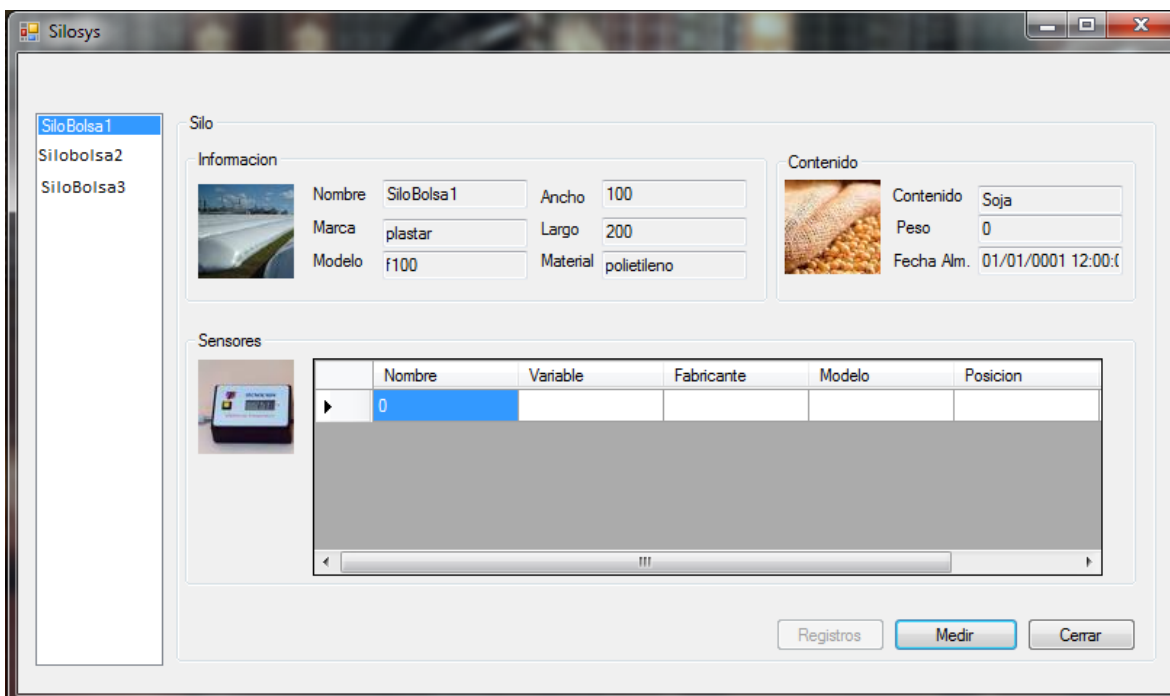 Silosys
SiloBolsa1
Silobolsa2
SiloBolsa3
Silo
Informacion
Nombre SiloBolsa1 Ancho 100
Marca plastar Largo 200
Modelo f100 Material polietileno
Contenido
Contenido Soja
Peso 0
Fecha Alm. 01/01/0001 12:00:0
Sensores
Nombre Variable Fabricante Modelo Posicion
0
Registros Medir Cerrar